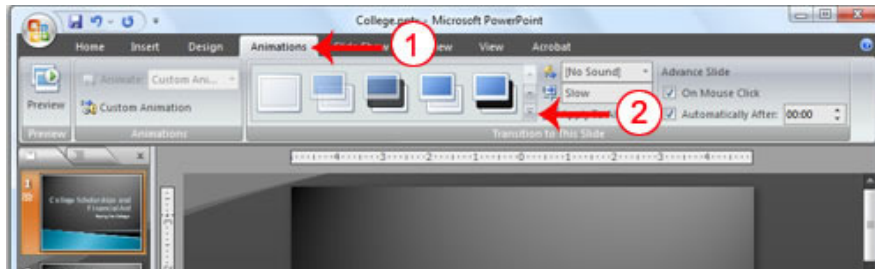 College.pptx - Microsoft PowerPoint
Home Insert Design Animations View Acrobat
1
Preview
Animate: Custom Ani...
Custom Animation
[No Sound]
Slow
2
Advance Slide
On Mouse Click
Automatically After: 00:00
Preview Animations Transition to This Slide
1
College Scholarships and
Financial Aid